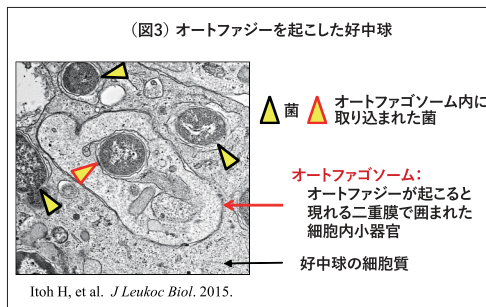 （図3）オートファジーを起こした好中球
菌
オートファゴソーム内に
取り込まれた菌
オートファゴソーム：
オートファジーが起こると
現れる二重膜で囲まれた
細胞内小器官
好中球の細胞質
Itoh H, et al. J Leukoc Biol. 2015.